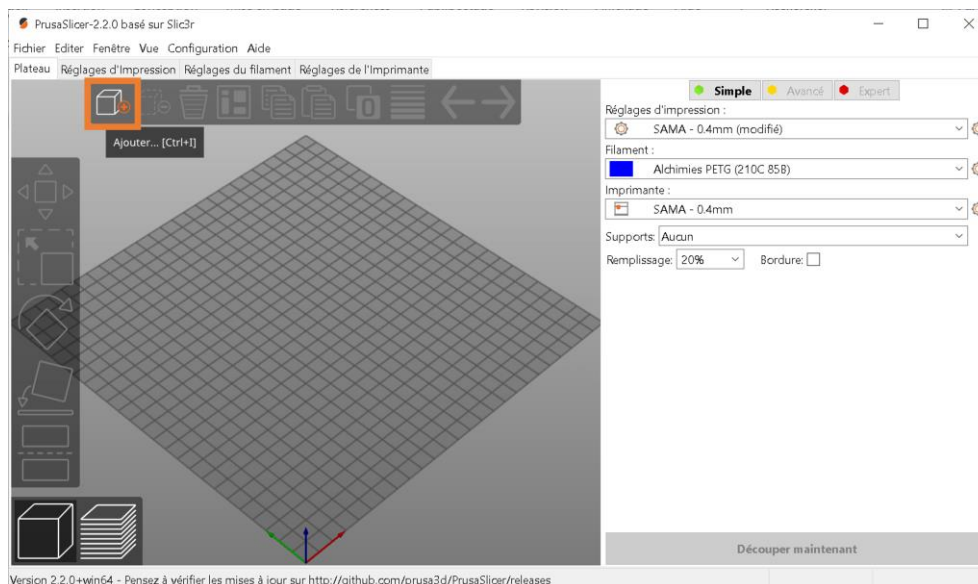 PrusaSlicer-2.2.0 basé sur Slic3r
Fichier Editer Fenêtre Vue Configuration Aide
Plateau Réglages d'Impression Réglages du filament Réglages de l'Imprimante
Simple Avancé Expert
Réglages d'impression :
SAMA - 0.4mm (modifié)
Ajouter... [Ctrl+I]
Filament :
Alchimies PETG (210C 85B)
Imprimante :
SAMA - 0.4mm
Supports: Aucun
Remplissage: 20% Bordure:
Découper maintenant
Version 2.2.0+win64 - Pensez à vérifier les mises à jour sur http://github.com/prusa3d/PrusaSlicer/releases